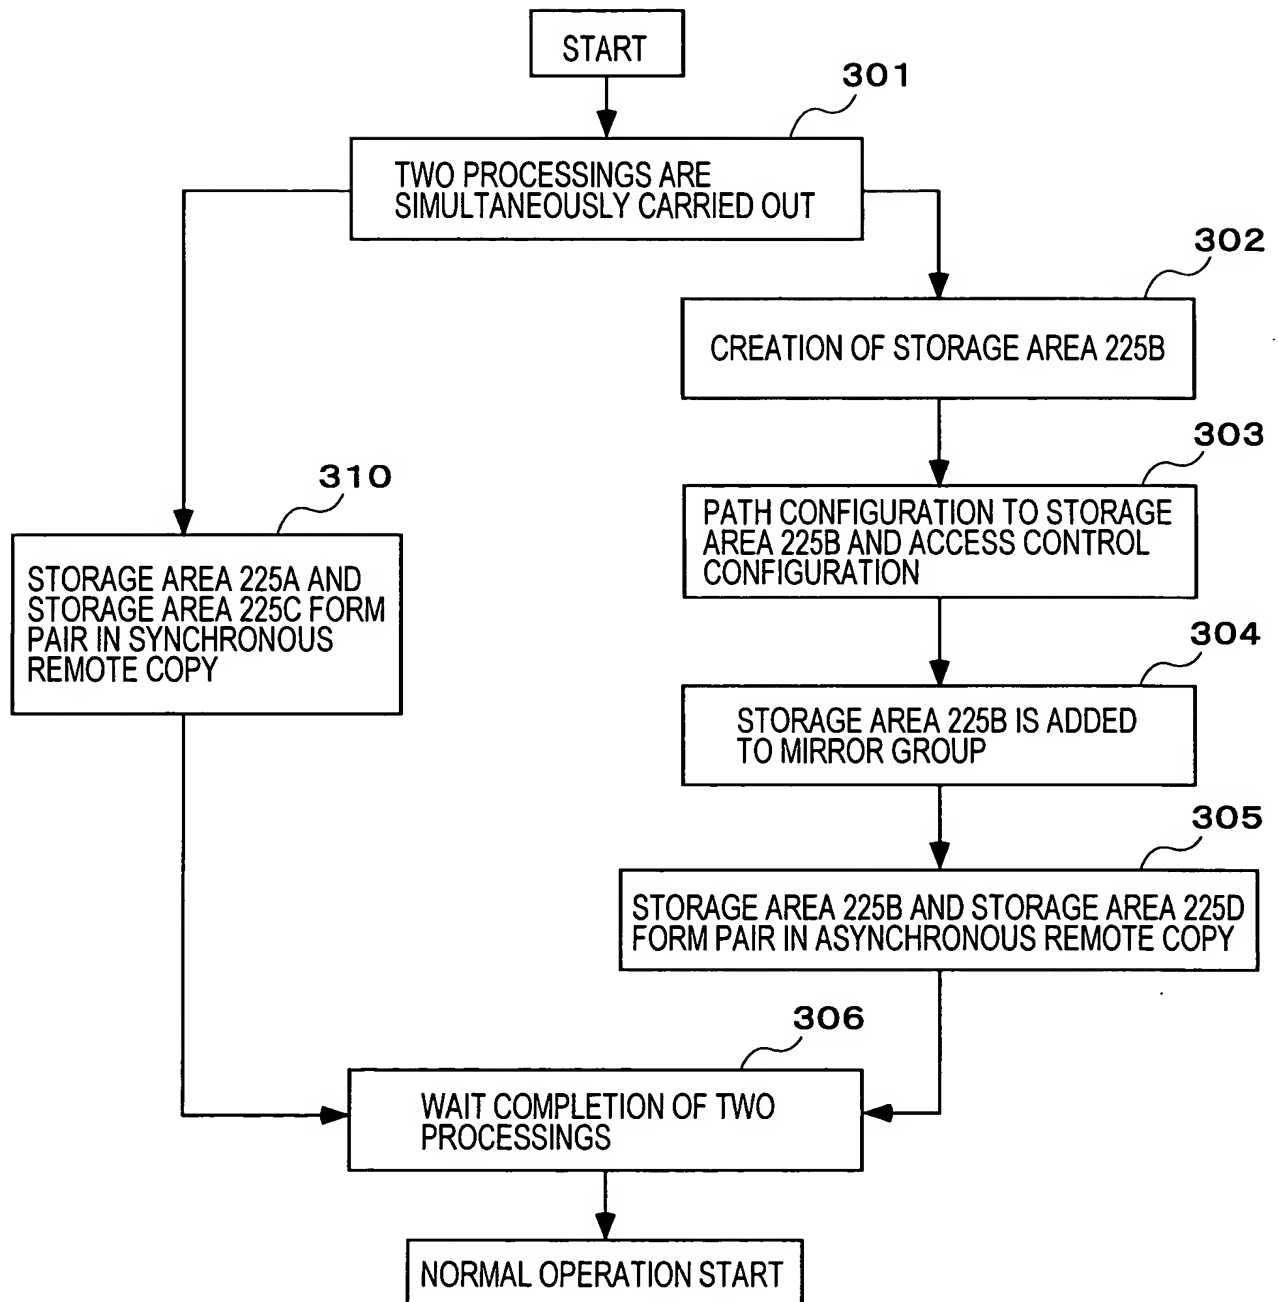 START
301
TWO PROCESSINGS ARE
SIMULTANEOUSLY CARRIED OUT
302
CREATION OF STORAGE AREA 225B
303
PATH CONFIGURATION TO STORAGE
AREA 225B AND ACCESS CONTROL
CONFIGURATION
310
STORAGE AREA 225A AND
STORAGE AREA 225C FORM
PAIR IN SYNCHRONOUS
REMOTE COPY
304
STORAGE AREA 225B IS ADDED
TO MIRROR GROUP
305
STORAGE AREA 225B AND STORAGE AREA 225D
FORM PAIR IN ASYNCHRONOUS REMOTE COPY
306
WAIT COMPLETION OF TWO
PROCESSINGS
NORMAL OPERATION START